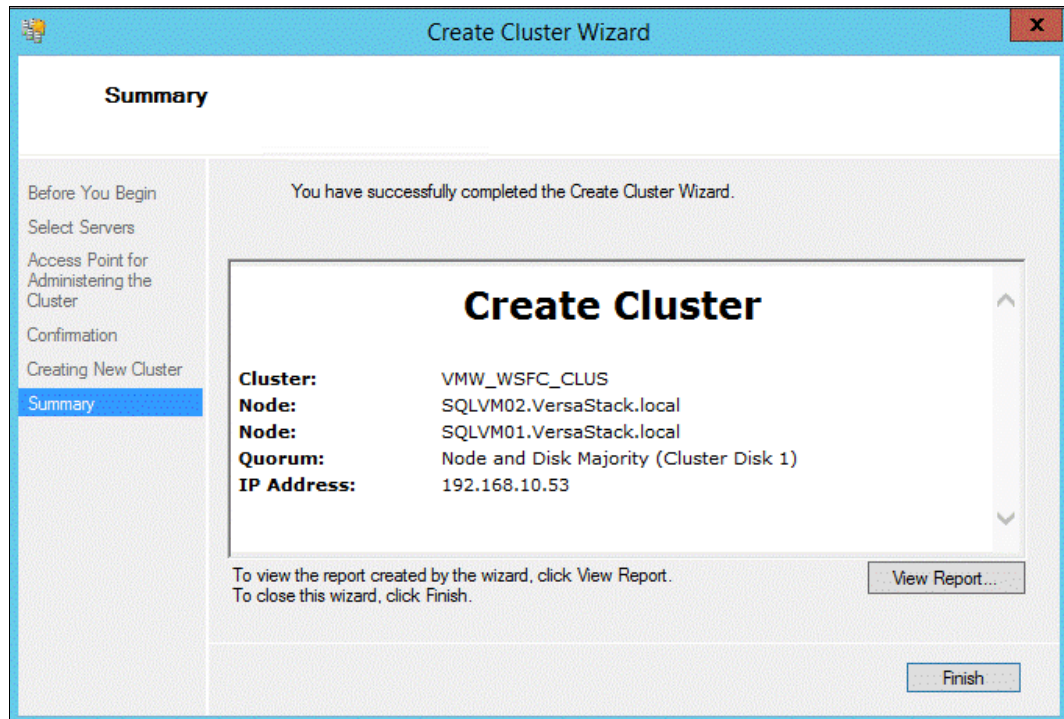 Create Cluster Wizard
x
Summary
Before You Begin
Select Servers
Access Point for
Administering the
Cluster
Confirmation
Creating New Cluster
Summary
You have successfully completed the Create Cluster Wizard.
Create Cluster
Cluster: VMW_WSFC_CLUS
Node: SQLVM02.VersaStack.local
Node: SQLVM01.VersaStack.local
Quorum: Node and Disk Majority (Cluster Disk 1)
IP Address: 192.168.10.53
To view the report created by the wizard, click View Report.
To close this wizard, click Finish.
View Report...
Finish